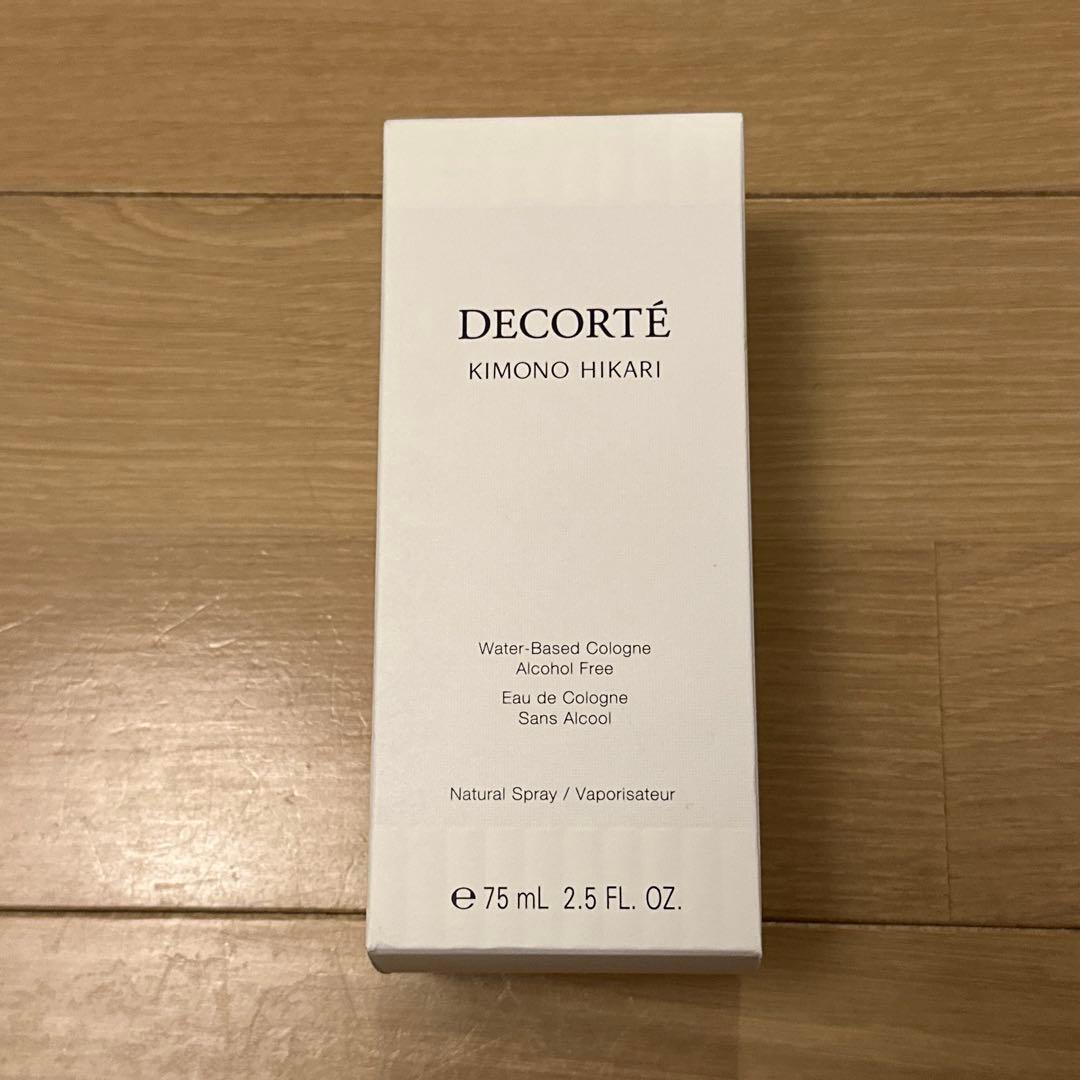 DECORTÉ
KIMONO HIKARI
Water-Based Cologne
Alcohol Free
Eau de Cologne
Sans Alcool
Natural Spray / Vaporisateur
℮ 75 mL 2.5 FL. OZ.